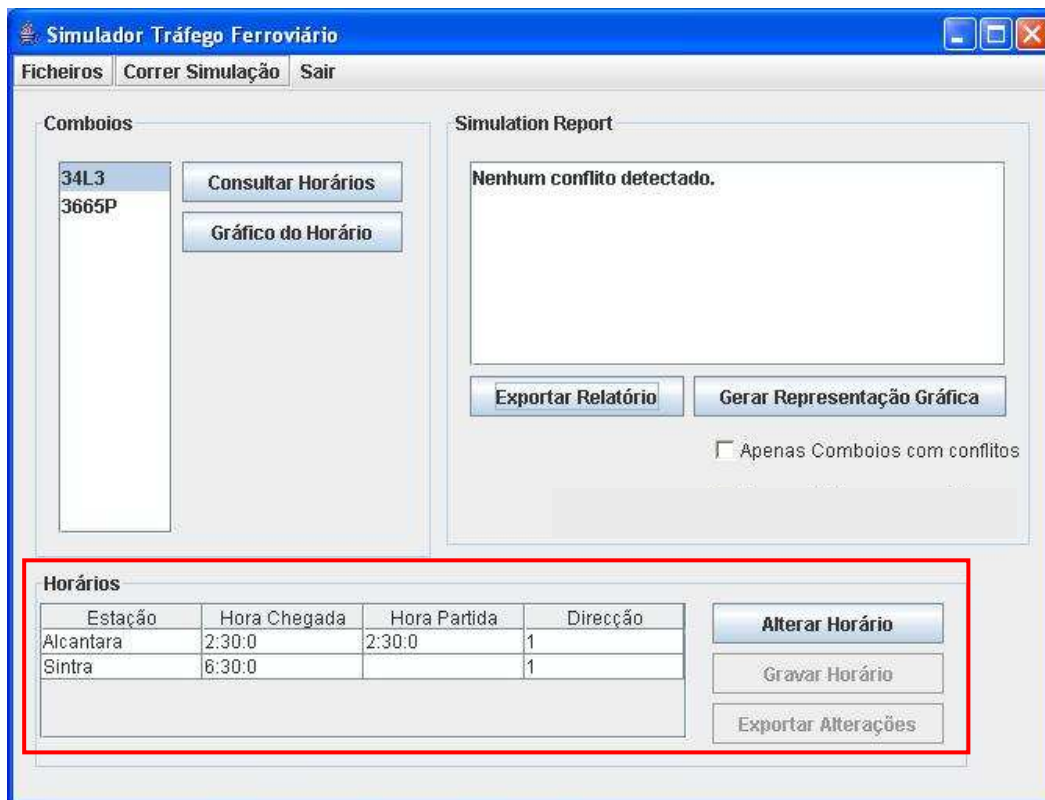 Simulador Tráfego Ferroviário
Ficheiros Correr Simulação Sair
Comboios
34L3
3665P
Consultar Horários
Gráfico do Horário
Simulation Report
Nenhum conflito detectado.
Exportar Relatório
Gerar Representação Gráfica
Apenas Comboios com conflitos
Horários
Estação Hora Chegada Hora Partida Direcção
Alcantara 2:30:0 2:30:0 1
Sintra 6:30:0 1
Alterar Horário
Gravar Horário
Exportar Alterações